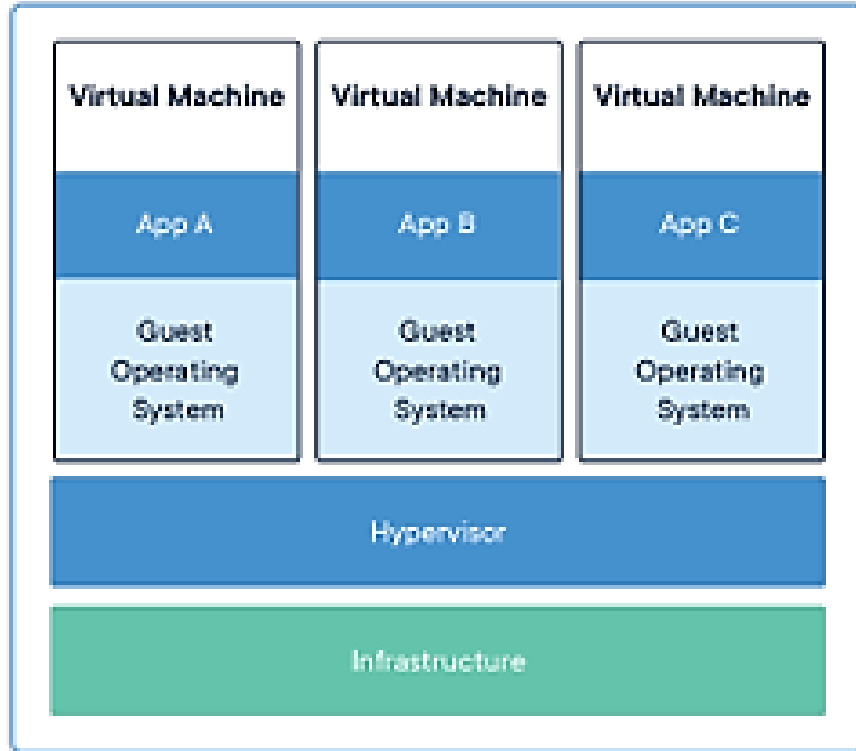 Virtual Machine
Virtual Machine
Virtual Machine
App A
App B
App C
Guest
Operating
System
Guest
Operating
System
Guest
Operating
System
Hypervisor
Infrastructure